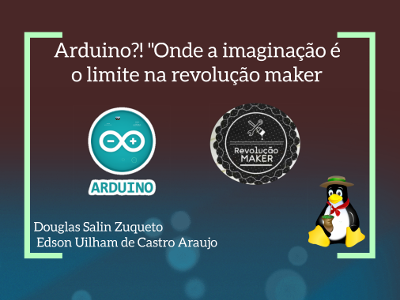 Arduino?! "Onde a imaginação é
o limite na revolução maker
ARDUINO
Revolução
MAKER
Douglas Salin Zuqueto
Edson Uilham de Castro Araujo